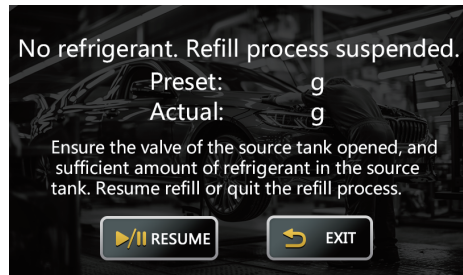 No refrigerant. Refill process suspended.
Preset: g
Actual: g
Ensure the valve of the source tank opened, and
sufficient amount of refrigerant in the source
tank. Resume refill or quit the refill process.
RESUME
EXIT